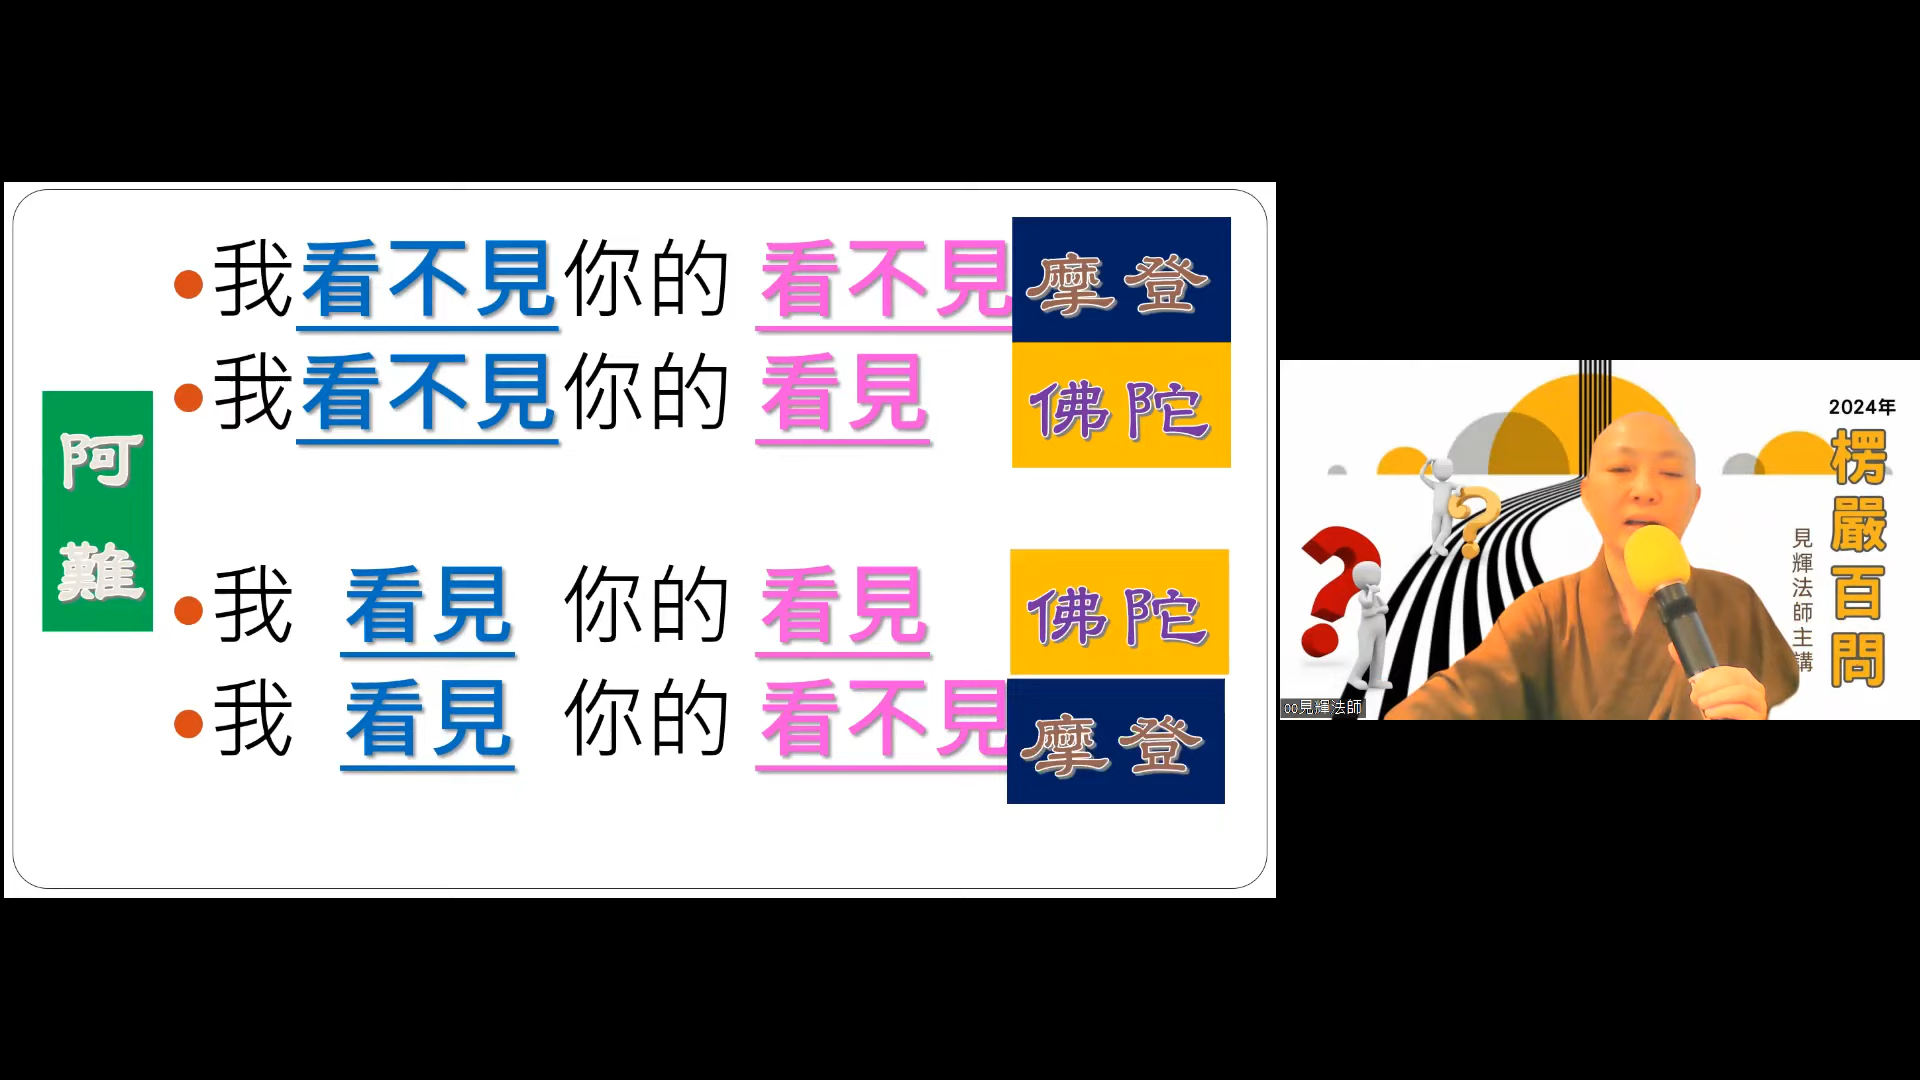 阿難
我看不見你的 看不見
摩登
我看不見你的 看見
佛陀
我 看見 你的 看見
佛陀
我 看見 你的 看不見
摩登
2024年
楞嚴百問
見輝法師主講
oo見輝法師